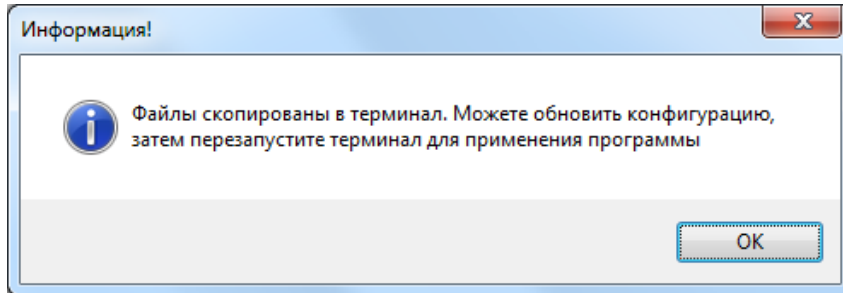 Информация!
Файлы скопированы в терминал. Можете обновить конфигурацию,
затем перезапустите терминал для применения программы
OK